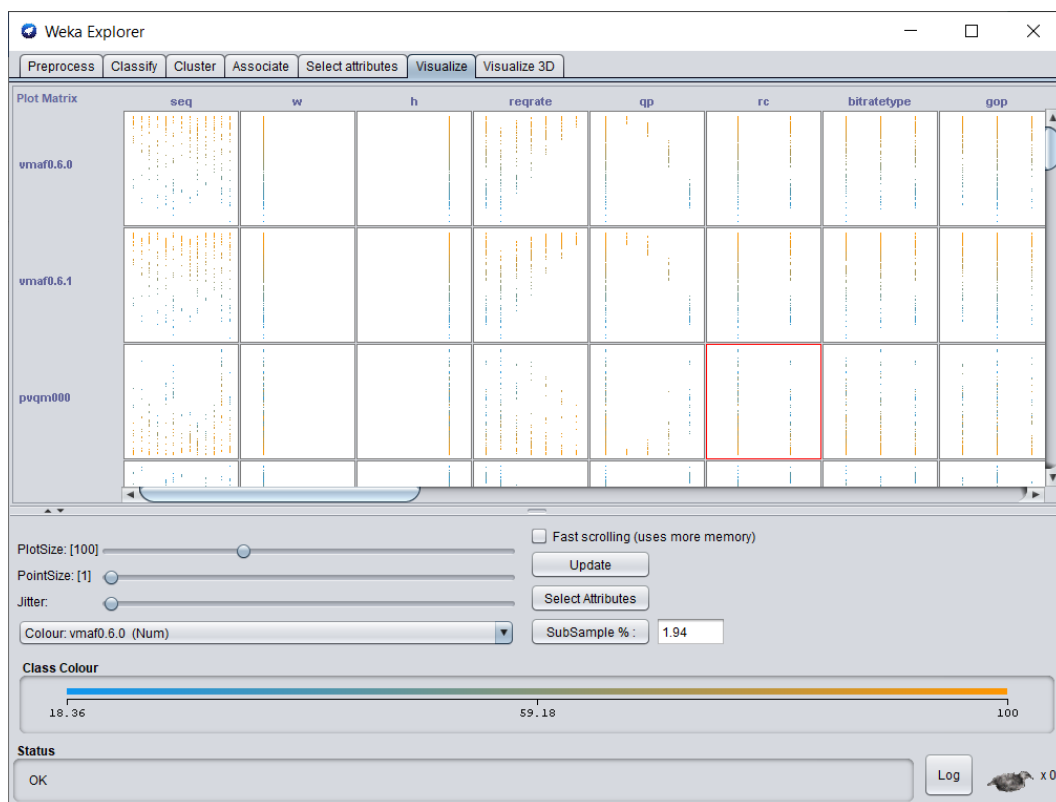 Weka Explorer
Preprocess Classify Cluster Associate Select attributes Visualize Visualize 3D
Plot Matrix seq w h reqrate qp rc bitratetype gop
vmaf0.6.0
vmaf0.6.1
pvqm000
Fast scrolling (uses more memory)
PlotSize: [100]
Update
PointSize: [1]
Jitter:
Select Attributes
Colour: vmaf0.6.0 (Num)
SubSample % : 1.94
Class Colour
18.36 59.18 100
Status
OK
Log
x 0